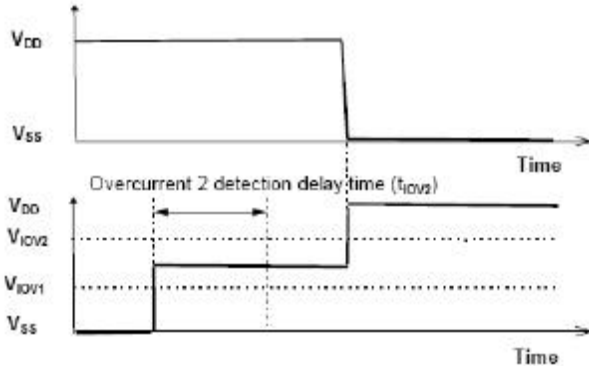 VDD
VSS
Time
Overcurrent 2 detection delay time (tIOV2)
VDD
VIOV2
VIOV1
VSS
Time